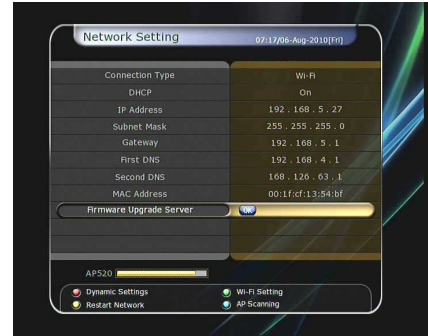 Network Setting 07:17/06-Aug-2010[Fri]
Connection Type Wi-Fi
DHCP On
IP Address 192 . 168 . 5 . 27
Subnet Mask 255 . 255 . 255 . 0
Gateway 192 . 168 . 5 . 1
First DNS 192 . 168 . 4 . 1
Second DNS 168 . 126 . 63 . 1
MAC Address 00:1f:cf:13:54:bf
Firmware Upgrade Server OK
AP520
Dynamic Settings Wi-Fi Setting
Restart Network AP Scanning